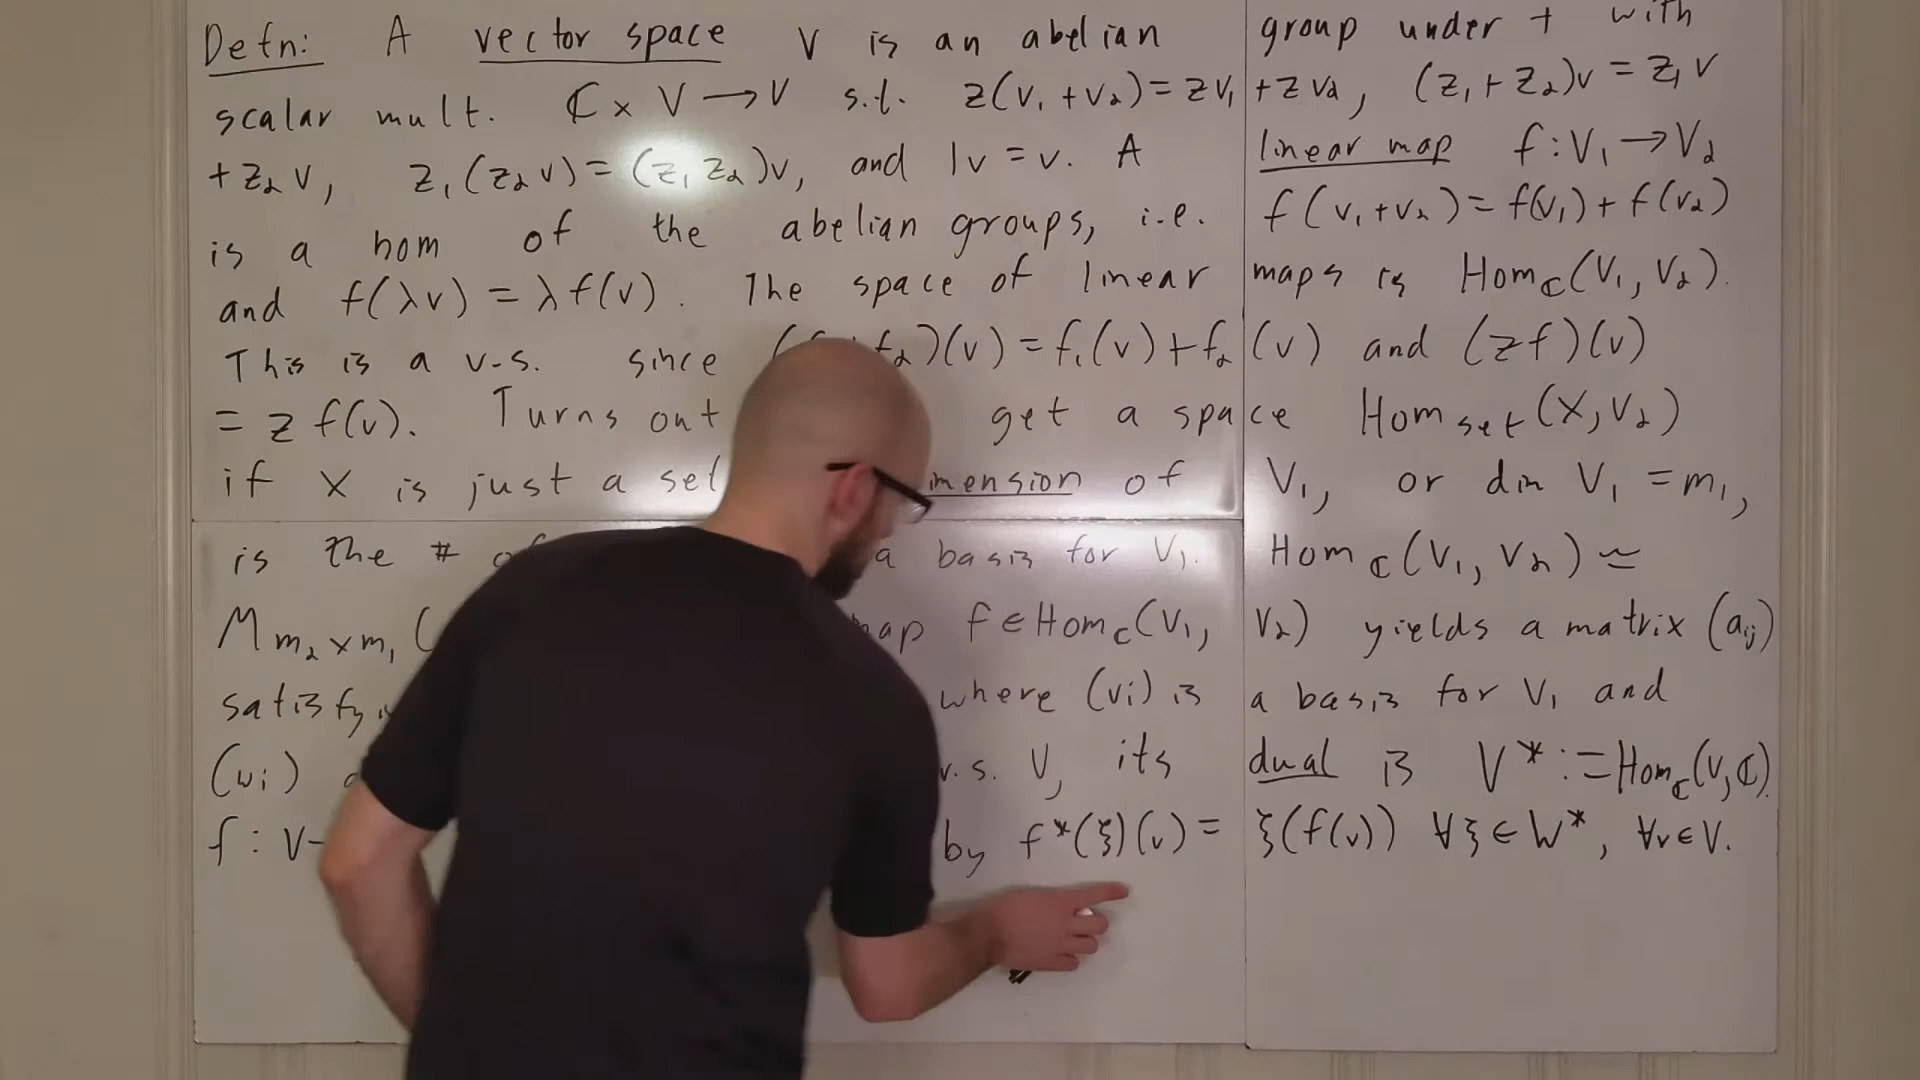 Defn: A vector space V is an abelian group under + with
scalar mult. ℂ × V → V s.t. z(v₁ + v₂) = zv₁ + zv₂, (z₁ + z₂)v = z₁v
+ z₂v, z₁(z₂v) = (z₁z₂)v, and 1v = v. A linear map f: V₁ → V₂
is a hom of the abelian groups, i.e. f(v₁+v₂) = f(v₁) + f(v₂)
and f(λv) = λf(v). The space of linear maps is Hom_ℂ(V₁, V₂).
This is a v.s. since f₂)(v) = f₁(v) + f₂(v) and (zf)(v)
= z f(v). Turns out get a space Hom_set(X, V₂)
if X is just a set of V₁, or dim V₁ = m₁,
is the # a basis for V₁. Hom_ℂ(V₁, V₂) ≃
M_{m₂×m₁}( f ∈ Hom_ℂ(V₁, V₂) yields a matrix (a_{ij})
where (vi) is a basis for V₁ and
(wi) v.s. V, its dual is V* := Hom_ℂ(V, ℂ).
f: V by f*(ξ)(v) = ξ(f(v)) ∀ξ ∈ W*, ∀v ∈ V.